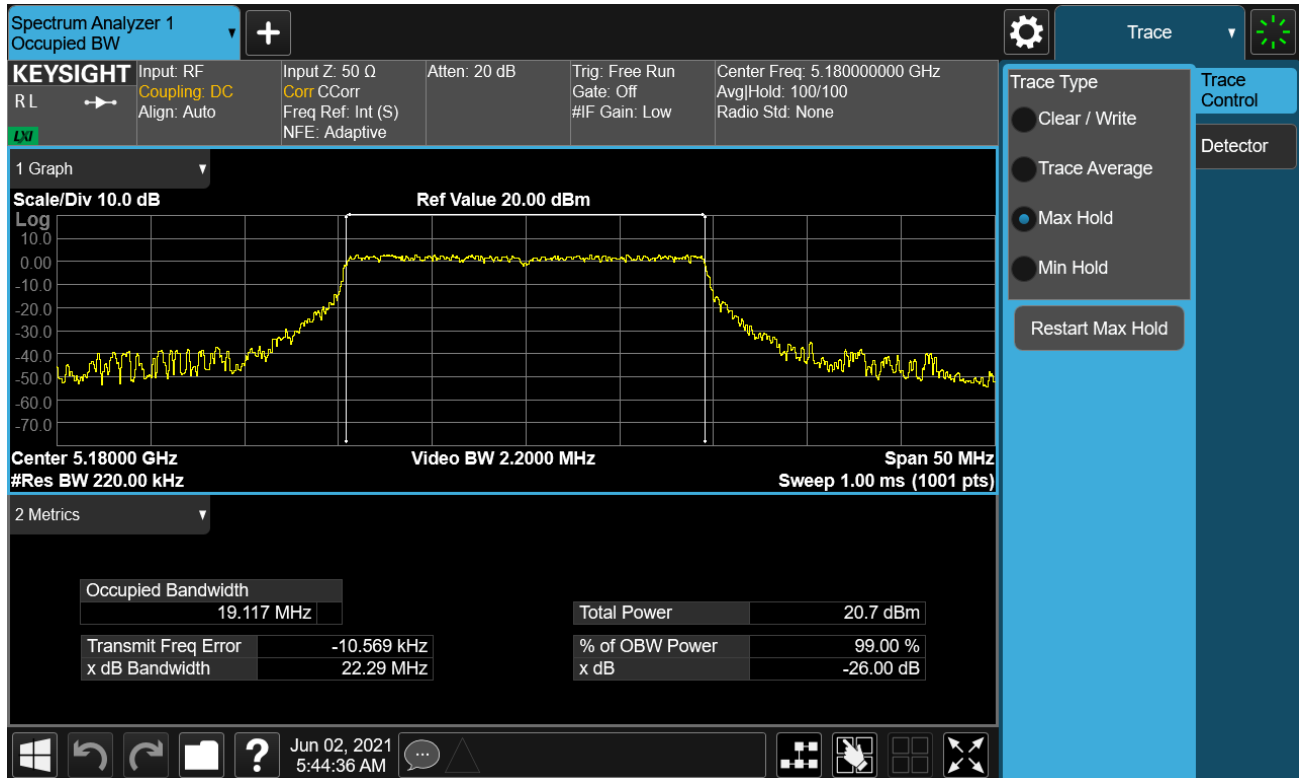 Spectrum Analyzer 1
Occupied BW
Trace
KEYSIGHT
R L
LXI
Input: RF
Coupling: DC
Align: Auto
Input Z: 50 Ω
Corr CCorr
Freq Ref: Int (S)
NFE: Adaptive
Atten: 20 dB
Trig: Free Run
Gate: Off
#IF Gain: Low
Center Freq: 5.180000000 GHz
Avg|Hold: 100/100
Radio Std: None
1 Graph
Scale/Div 10.0 dB
Ref Value 20.00 dBm
Log
10.0
0.00
-10.0
-20.0
-30.0
-40.0
-50.0
-60.0
-70.0
Center 5.18000 GHz
Video BW 2.2000 MHz
Span 50 MHz
#Res BW 220.00 kHz
Sweep 1.00 ms (1001 pts)
2 Metrics
Occupied Bandwidth
19.117 MHz
Total Power 20.7 dBm
Transmit Freq Error -10.569 kHz
% of OBW Power 99.00 %
x dB Bandwidth 22.29 MHz
x dB -26.00 dB
Trace Type
Clear / Write
Trace Average
Max Hold
Min Hold
Restart Max Hold
Trace
Control
Detector
?
Jun 02, 2021
5:44:36 AM